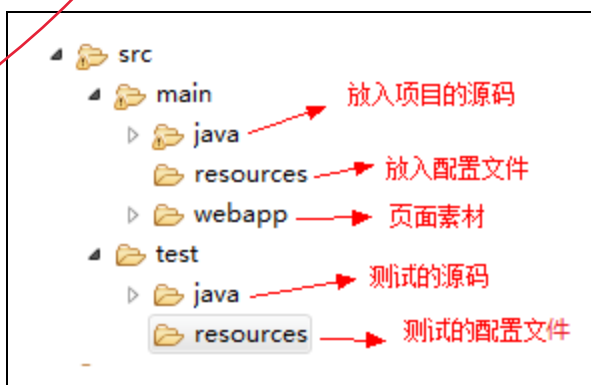 src
main
java 放入项目的源码
resources 放入配置文件
webapp 页面素材
test
java 测试的源码
resources 测试的配置文件